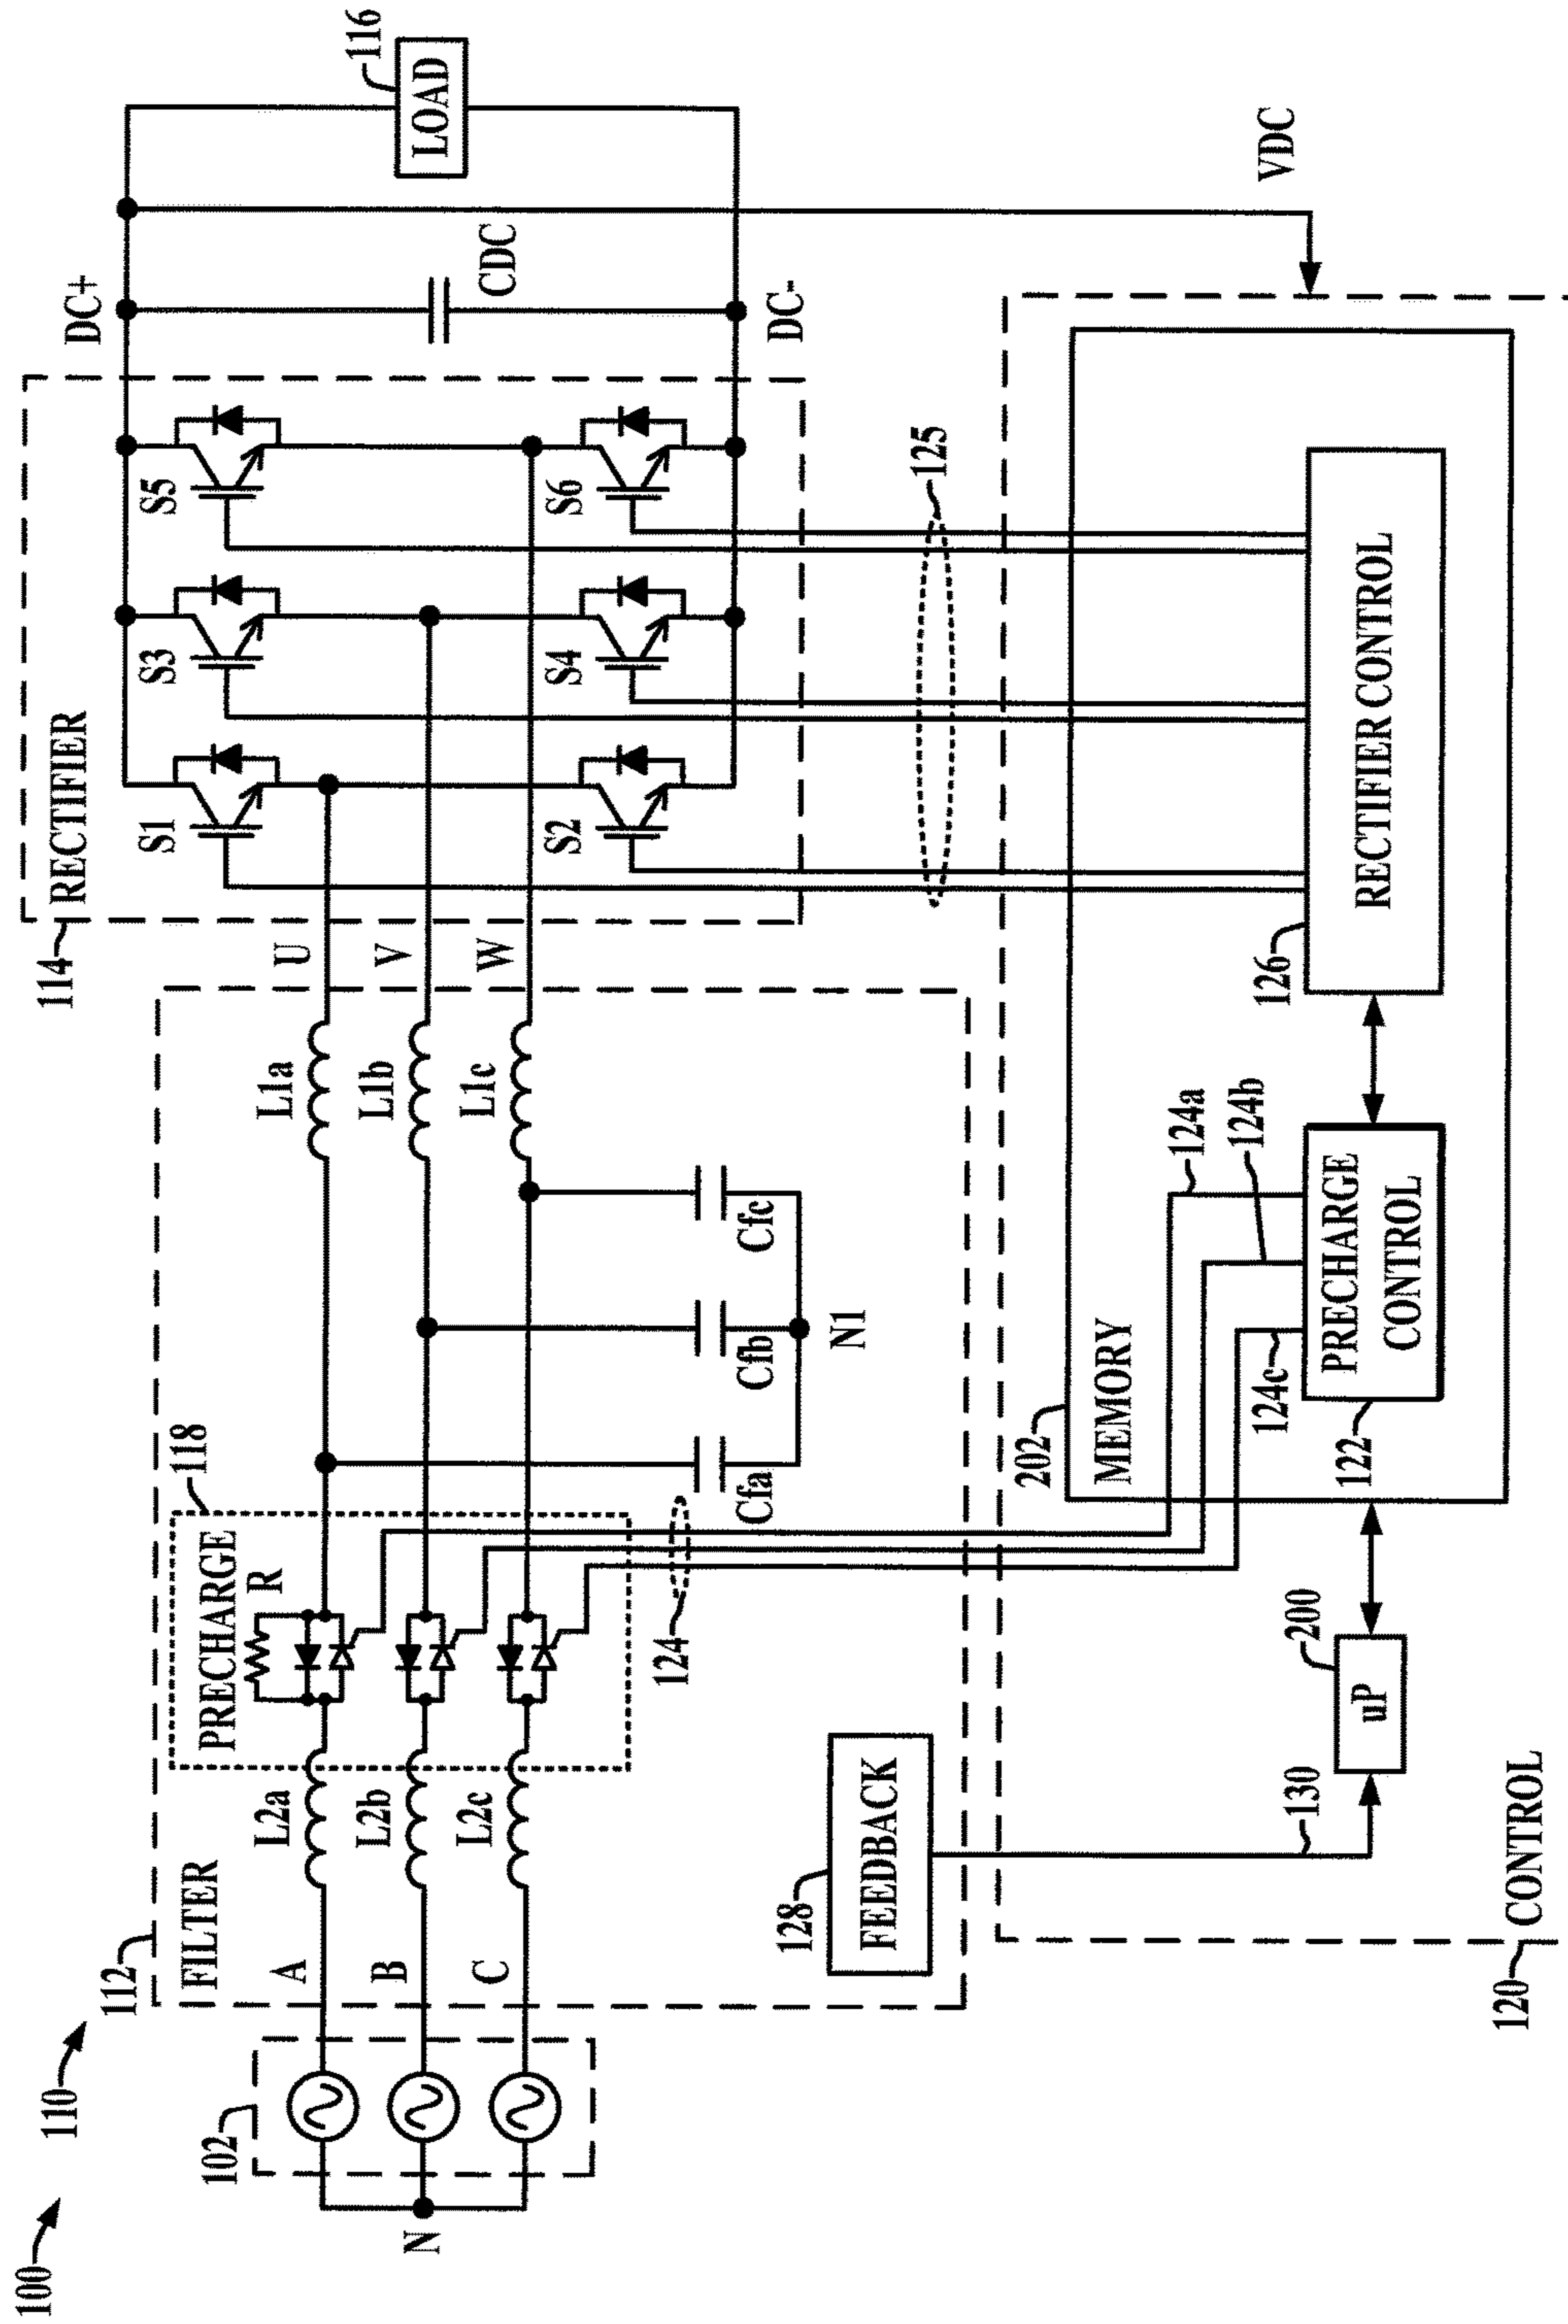 100
110
112
FILTER
102
N
A
B
C
L2a
L2b
L2c
PRECHARGE
R
118
124
Cfa
Cfb
Cfc
N1
L1a
L1b
L1c
U
V
W
114
RECTIFIER
S1
S3
S5
S2
S4
S6
DC+
DC-
CDC
116
LOAD
VDC
125
128
FEEDBACK
130
200
uP
202
MEMORY
124a
124b
124c
122
PRECHARGE
CONTROL
126
RECTIFIER CONTROL
120
CONTROL